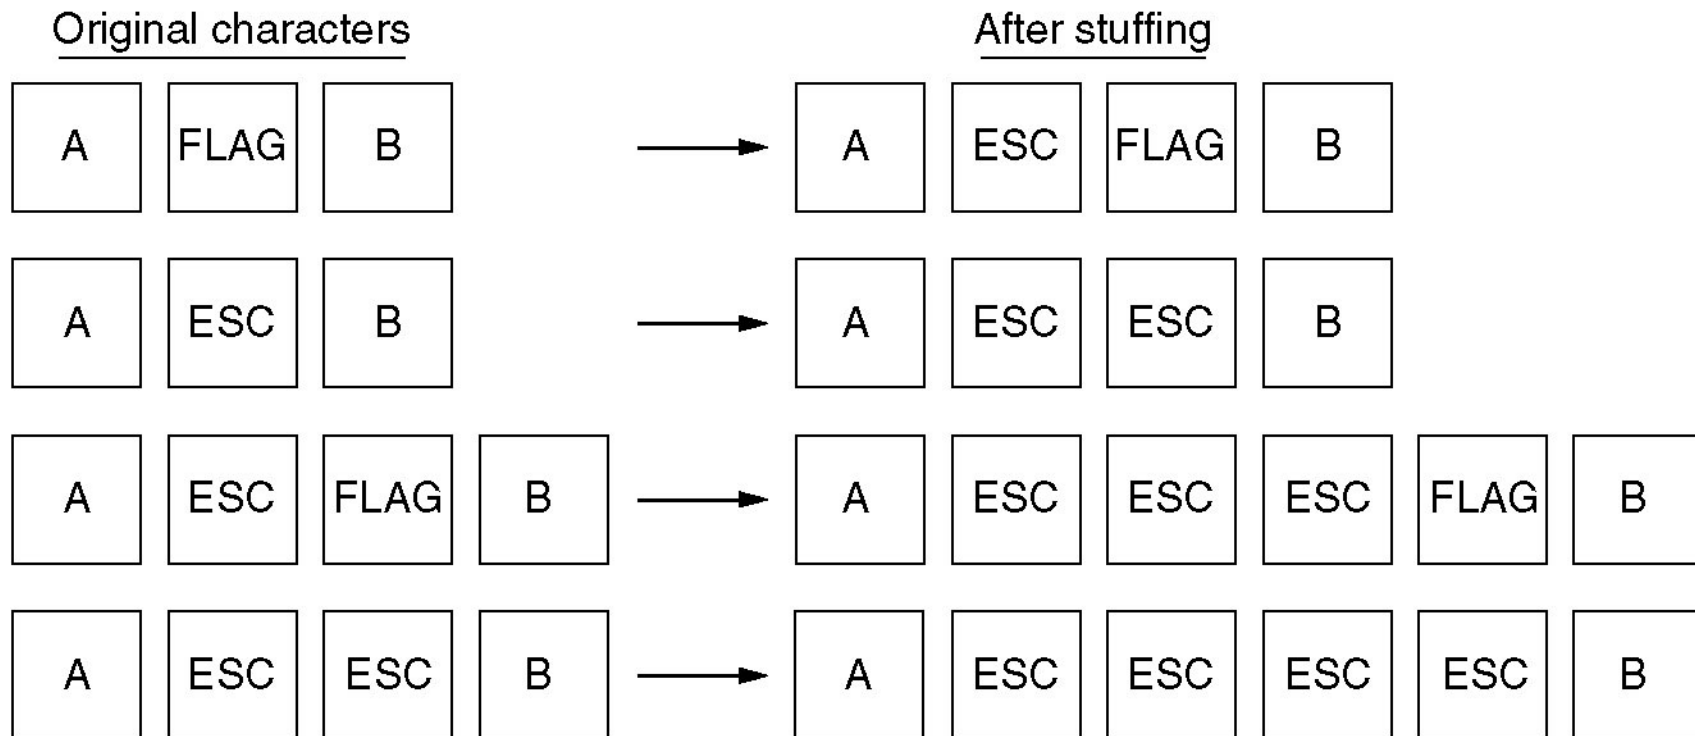 Original characters After stuffing
A FLAG B A ESC FLAG B
A ESC B A ESC ESC B
A ESC FLAG B A ESC ESC ESC FLAG B
A ESC ESC B A ESC ESC ESC ESC B